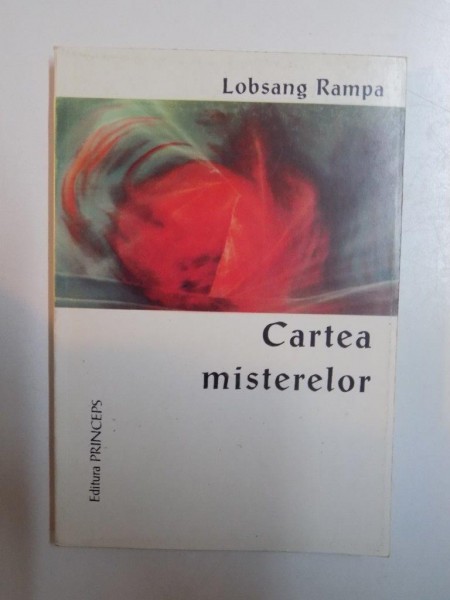 Lobsang Rampa
Cartea
misterelor
Editura PRINCEPS